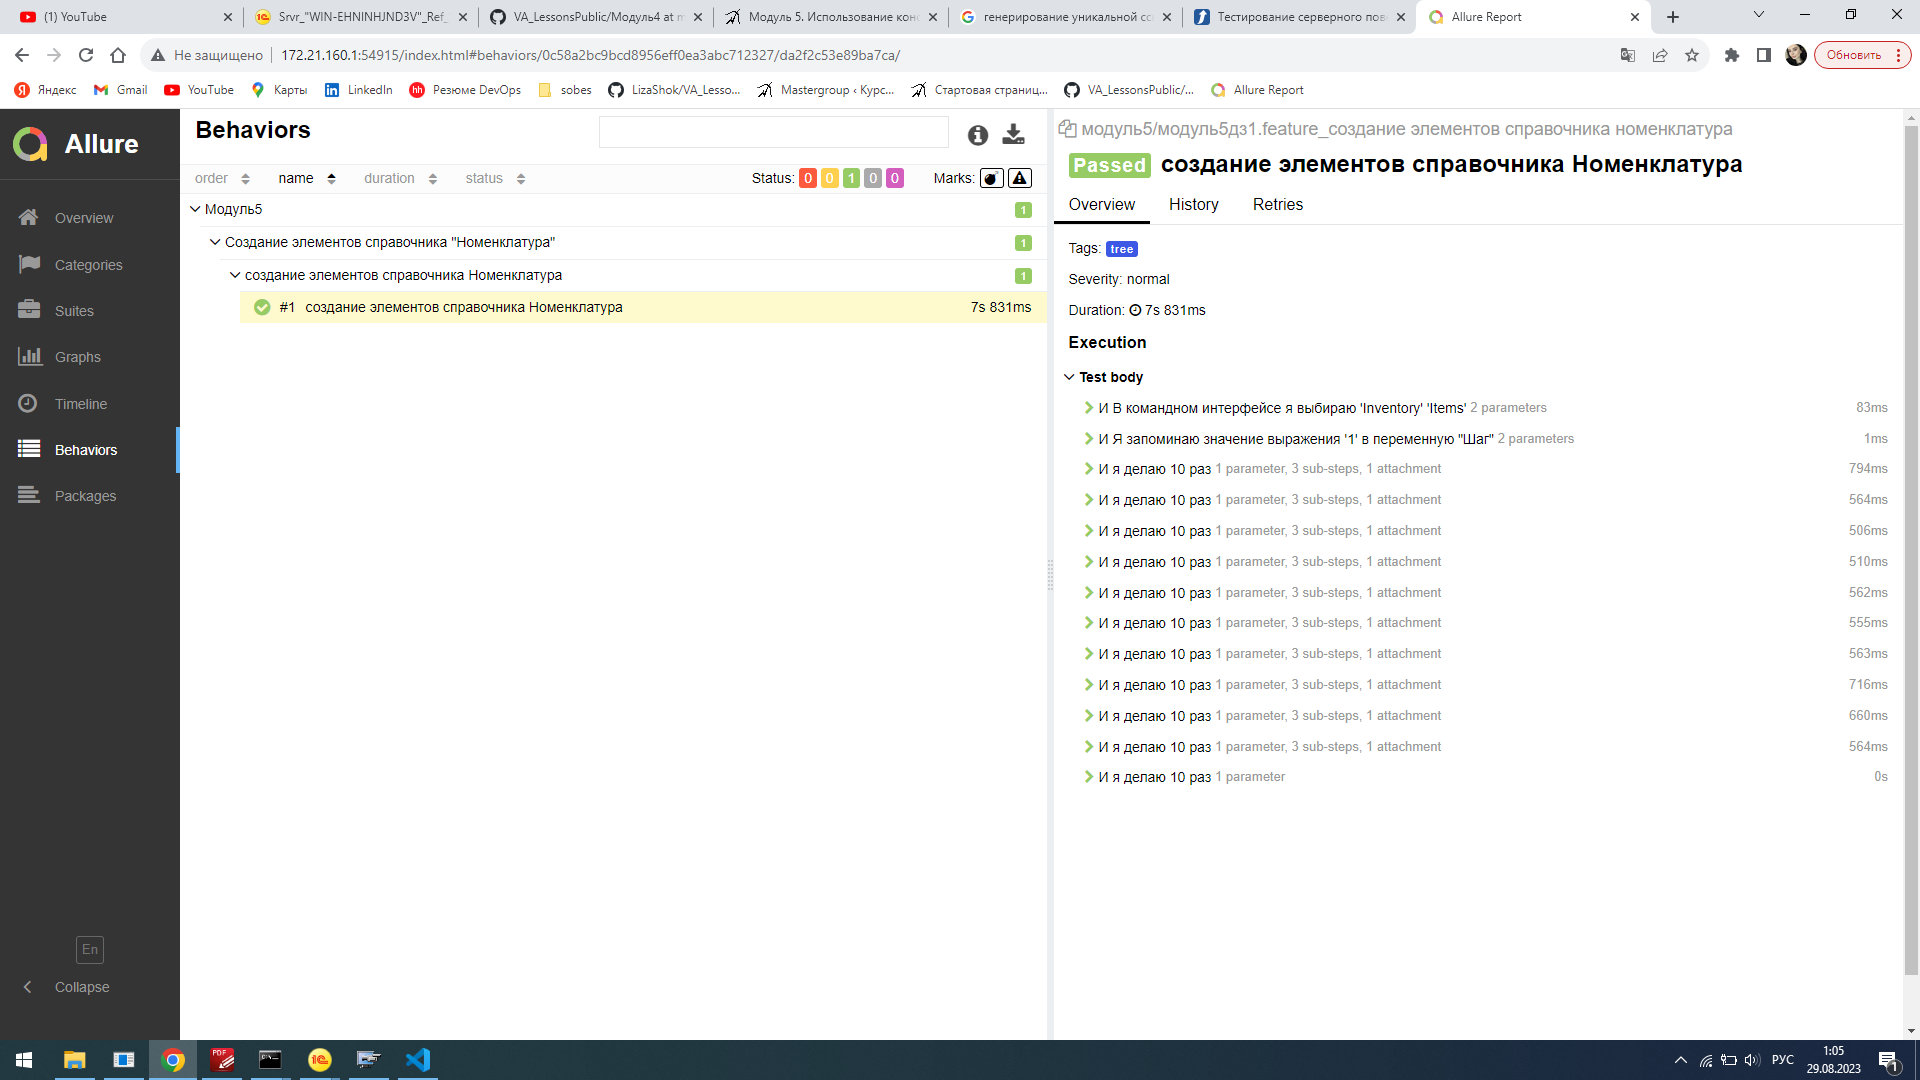 (1) YouTube
Srvr_"WIN-EHNINHJND3V"_Ref_
VA_LessonsPublic/Модуль4 at m
Модуль 5. Использование кон
генерирование уникальной сс
Тестирование серверного пов
Allure Report
Не защищено
172.21.160.1:54915/index.html#behaviors/0c58a2bc9bcd8956eff0ea3abc712327/da2f2c53e89ba7ca/
Обновить
Яндекс
Gmail
YouTube
Карты
LinkedIn
Резюме DevOps
sobes
LizaShok/VA_Lesso...
Mastergroup ‹ Курс...
Стартовая страниц...
VA_LessonsPublic/...
Allure Report
Allure
Overview
Categories
Suites
Graphs
Timeline
Behaviors
Packages
En
Collapse
Behaviors
order name duration status
Status: 0 0 1 0 0 Marks:
Модуль5 1
Создание элементов справочника "Номенклатура" 1
создание элементов справочника Номенклатура 1
#1 создание элементов справочника Номенклатура 7s 831ms
модуль5/модуль5дз1.feature_создание элементов справочника номенклатура
Passed создание элементов справочника Номенклатура
Overview History Retries
Tags: tree
Severity: normal
Duration: 7s 831ms
Execution
Test body
И В командном интерфейсе я выбираю 'Inventory' 'Items' 2 parameters 83ms
И Я запоминаю значение выражения '1' в переменную "Шаг" 2 parameters 1ms
И я делаю 10 раз 1 parameter, 3 sub-steps, 1 attachment 794ms
И я делаю 10 раз 1 parameter, 3 sub-steps, 1 attachment 564ms
И я делаю 10 раз 1 parameter, 3 sub-steps, 1 attachment 506ms
И я делаю 10 раз 1 parameter, 3 sub-steps, 1 attachment 510ms
И я делаю 10 раз 1 parameter, 3 sub-steps, 1 attachment 562ms
И я делаю 10 раз 1 parameter, 3 sub-steps, 1 attachment 555ms
И я делаю 10 раз 1 parameter, 3 sub-steps, 1 attachment 563ms
И я делаю 10 раз 1 parameter, 3 sub-steps, 1 attachment 716ms
И я делаю 10 раз 1 parameter, 3 sub-steps, 1 attachment 660ms
И я делаю 10 раз 1 parameter, 3 sub-steps, 1 attachment 564ms
И я делаю 10 раз 1 parameter 0s
РУС
1:05
29.08.2023
1